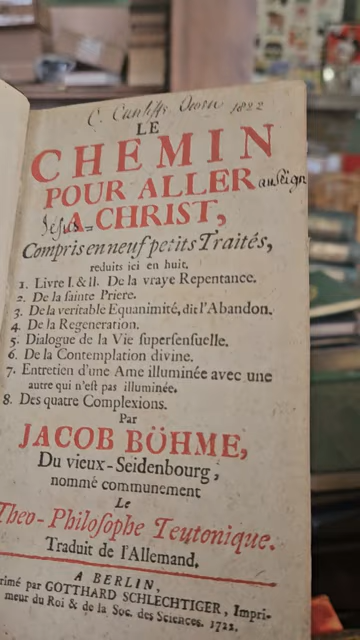 C. Cunliffe Owen 1822
LE
CHEMIN
POUR ALLER au Seign
Jesus= A CHRIST,
Compris en neuf petits Traités,
reduits ici en huit.
1. Livre I. & II. De la vraye Repentance.
2. De la sainte Priere.
3. De la veritable Equanimité, dit l'Abandon.
4. De la Regeneration.
5. Dialogue de la Vie supersensuelle.
6. De la Contemplation divine.
7. Entretien d'une Ame illuminée avec une
autre qui n'est pas illuminée.
8. Des quatre Complexions.
Par
JACOB BÖHME,
Du vieux-Seidenbourg,
nommé communement
Le
Theo-Philosophe Teutonique.
Traduit de l'Allemand.
A BERLIN,
rimé par GOTTHARD SCHLECHTIGER, Impri-
meur du Roi & de la Soc. des Sciences. 1722.